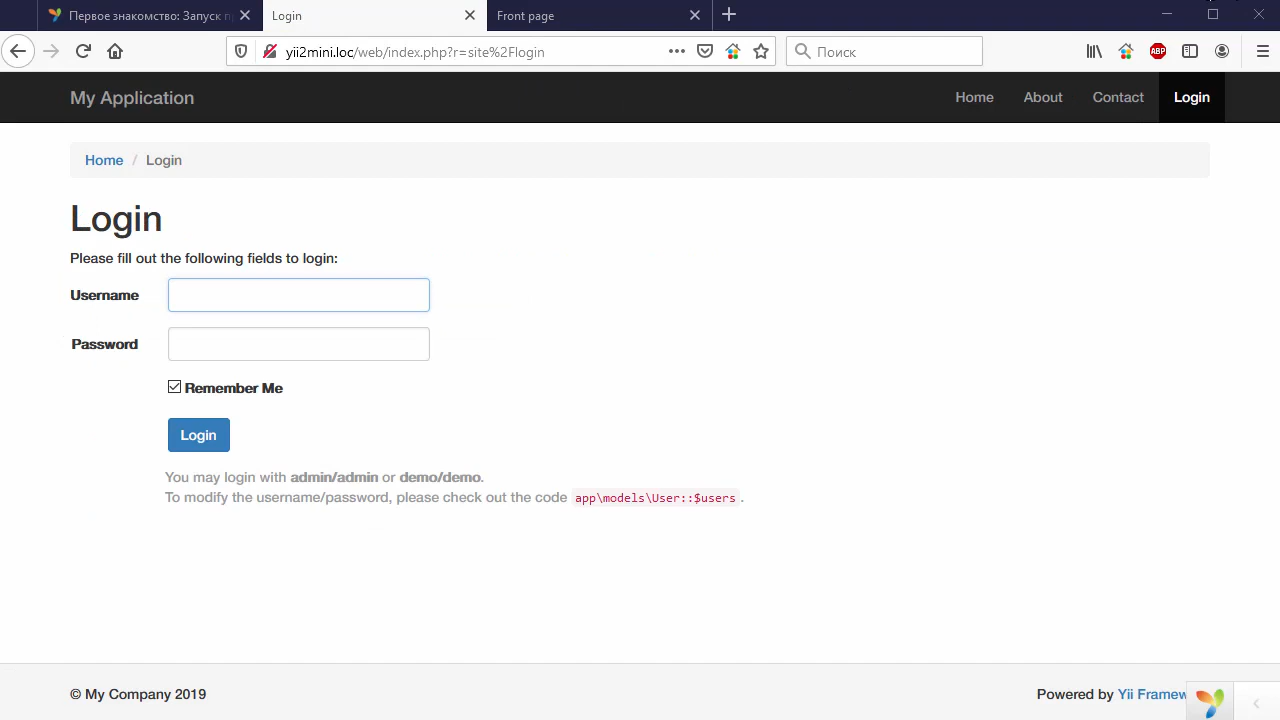 Первое знакомство: Запуск
Login
Front page
yii2mini.loc/web/index.php?r=site%2Flogin
Поиск
ABP
My Application
Home
About
Contact
Login
Home / Login
Login
Please fill out the following fields to login:
Username
Password
Remember Me
Login
You may login with admin/admin or demo/demo.
To modify the username/password, please check out the code app\models\User::$users.
© My Company 2019
Powered by Yii Framew